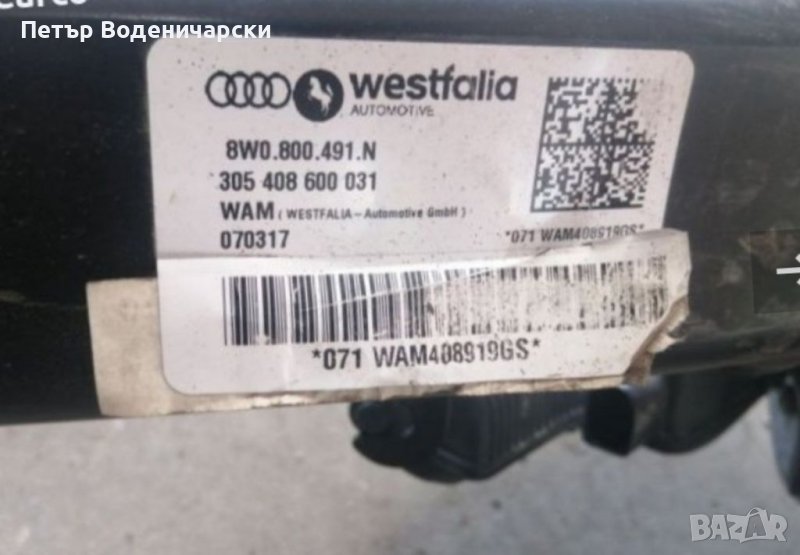 Петър Воденичарски
westfalia
AUTOMOTIVE
8W0.800.491.N
305 408 600 031
WAM ( WESTFALIA-Automotive GmbH )
070317
*071 WAM408919GS*
*071 WAM408919GS*
BAZAR